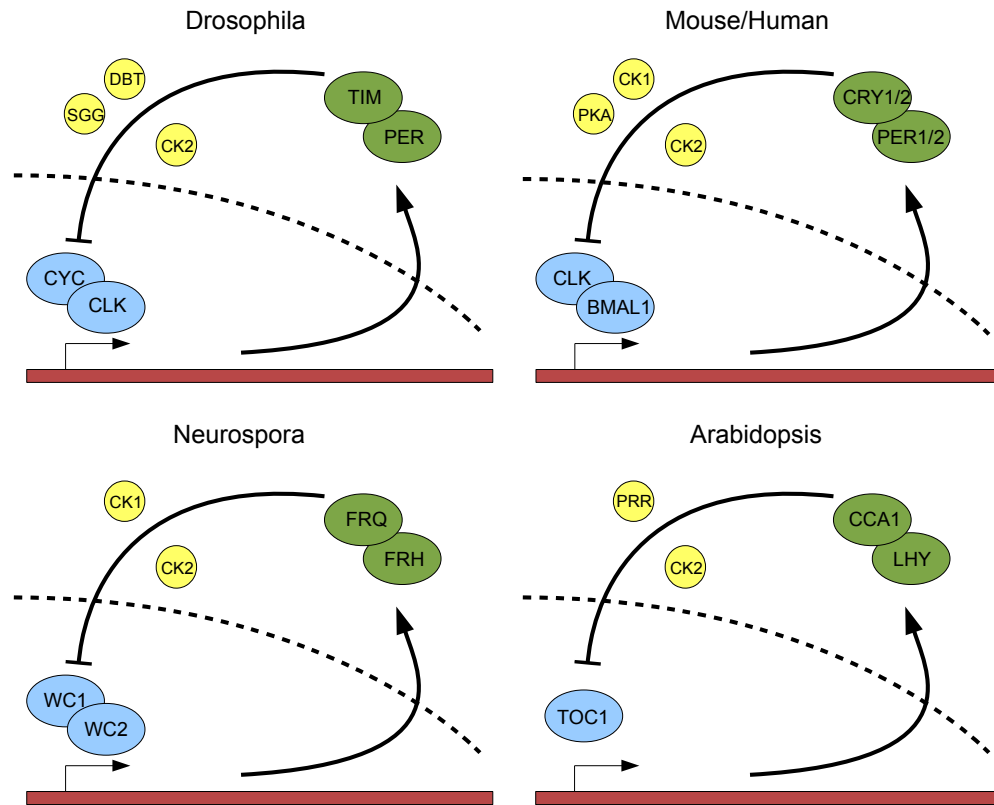 Drosophila
DBT
SGG
CK2
TIM
PER
CYC
CLK
Mouse/Human
CK1
PKA
CK2
CRY1/2
PER1/2
CLK
BMAL1
Neurospora
CK1
CK2
FRQ
FRH
WC1
WC2
Arabidopsis
PRR
CK2
CCA1
LHY
TOC1